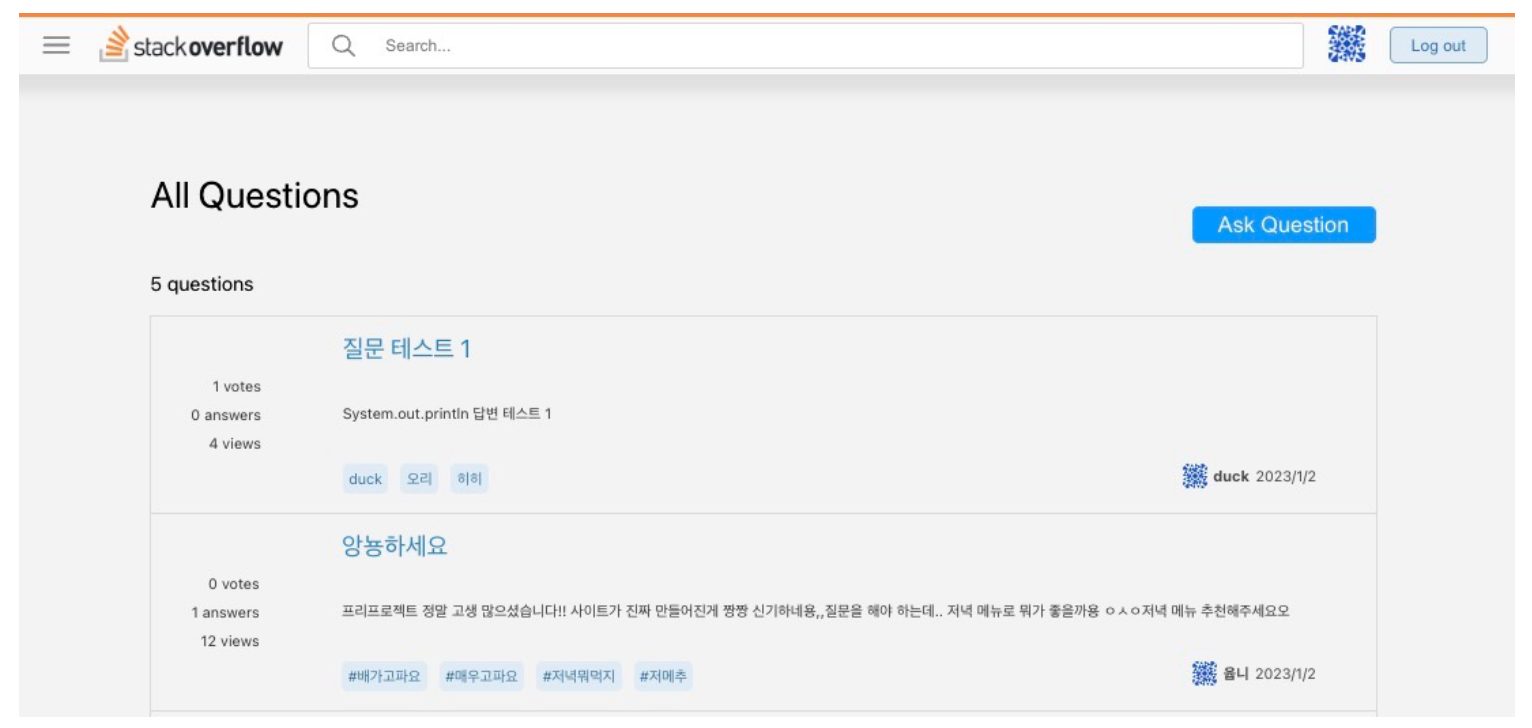 stackoverflow
Search...
Log out
All Questions
Ask Question
5 questions
질문 테스트 1
1 votes
0 answers
System.out.println 답변 테스트 1
4 views
duck 오리 히히
duck 2023/1/2
앙뇽하세요
0 votes
1 answers
프리프로젝트 정말 고생 많으셨습니다!! 사이트가 진짜 만들어진게 짱짱 신기하네용,,질문을 해야 하는데.. 저녁 메뉴로 뭐가 좋을까용 ㅇㅅㅇ저녁 메뉴 추천해주세요오
12 views
#배가고파요 #매우고파요 #저녁뭐먹지 #저메추
욜니 2023/1/2